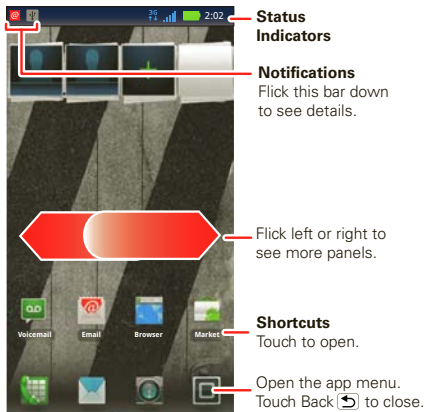 3G 2:02
Status
Indicators
Notifications
Flick this bar down
to see details.
Flick left or right to
see more panels.
Voicemail Email Browser Market
Shortcuts
Touch to open.
Open the app menu.
Touch Back to close.